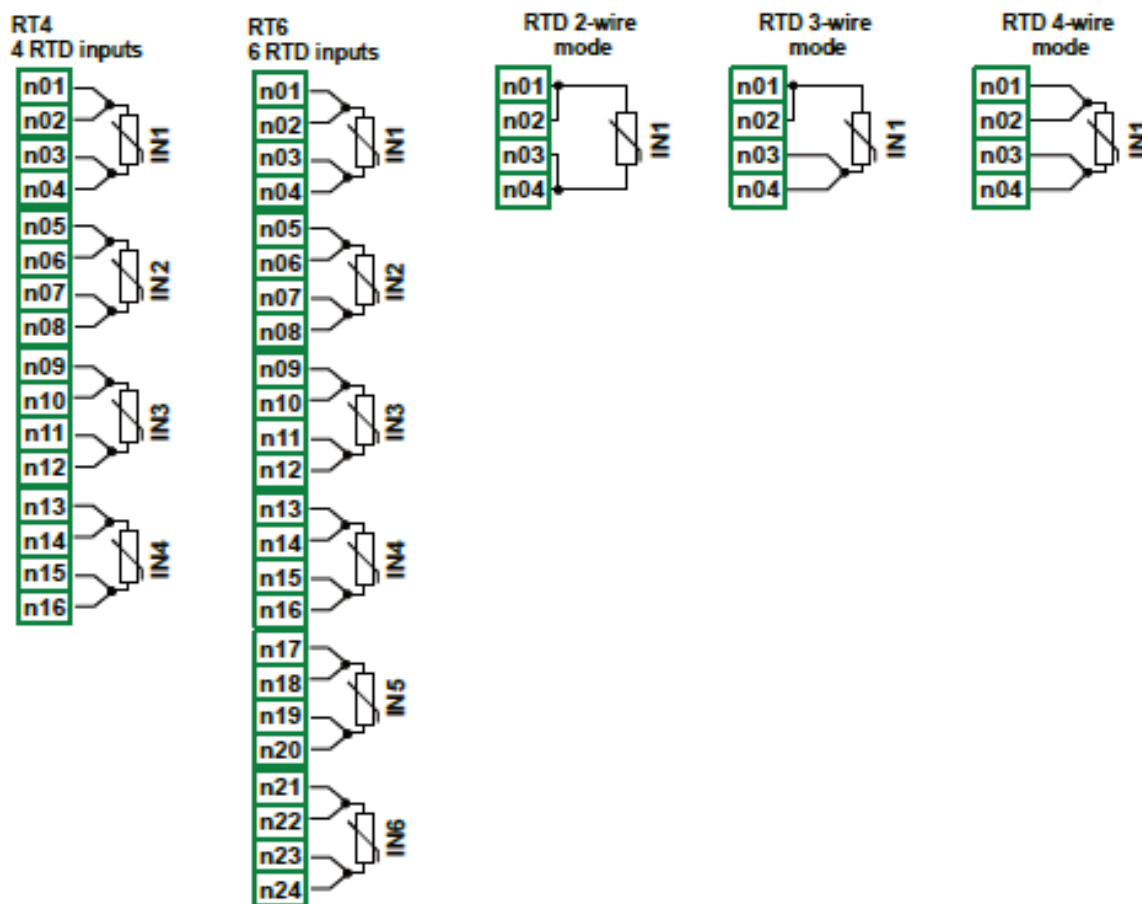 RT4
4 RTD inputs
n01
n02
n03
n04
IN1
n05
n06
n07
n08
IN2
n09
n10
n11
n12
IN3
n13
n14
n15
n16
IN4
RT6
6 RTD inputs
n01
n02
n03
n04
IN1
n05
n06
n07
n08
IN2
n09
n10
n11
n12
IN3
n13
n14
n15
n16
IN4
n17
n18
n19
n20
IN5
n21
n22
n23
n24
IN6
RTD 2-wire
mode
n01
n02
n03
n04
IN1
RTD 3-wire
mode
n01
n02
n03
n04
IN1
RTD 4-wire
mode
n01
n02
n03
n04
IN1